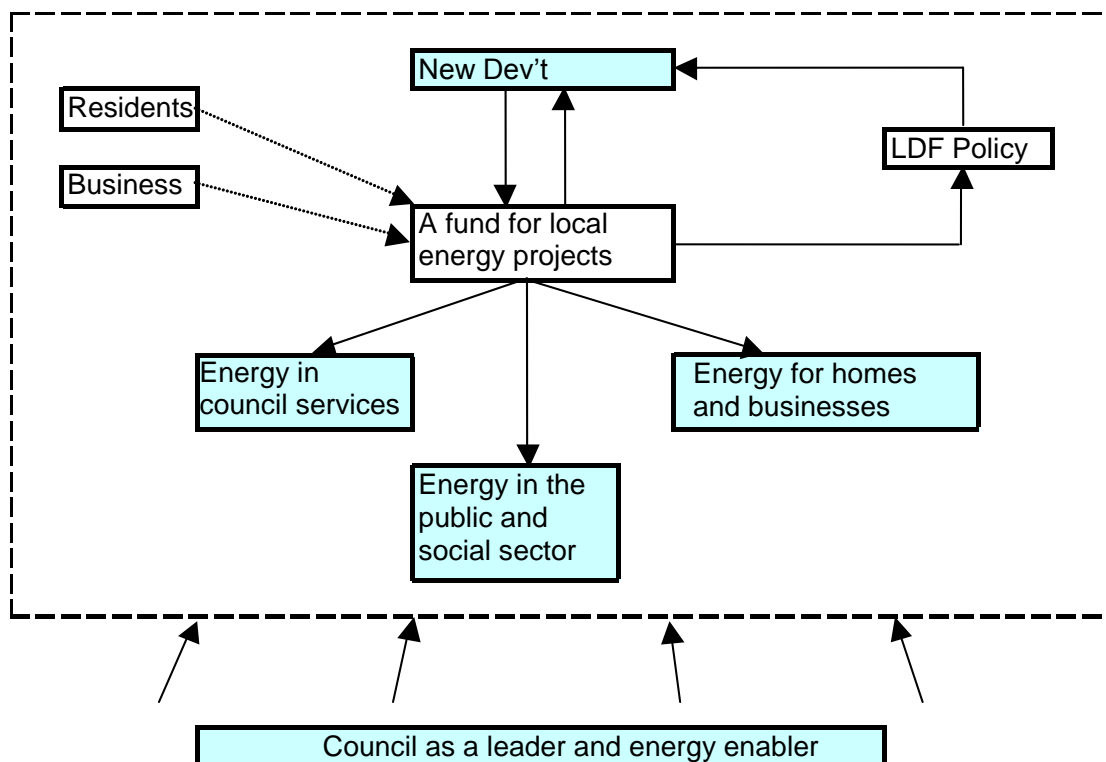 New Dev't
Residents
LDF Policy
Business
A fund for local
energy projects
Energy in
council services
Energy for homes
and businesses
Energy in the
public and
social sector
Council as a leader and energy enabler